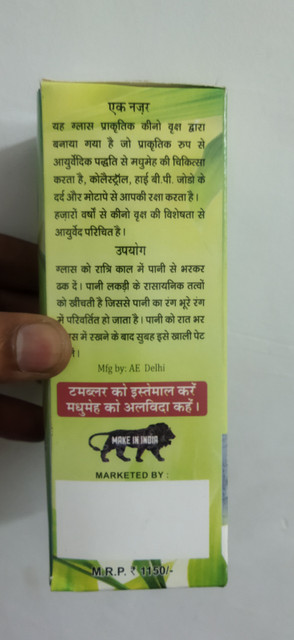 एक नज़र
यह ग्लास प्राकृतिक कीनो वृक्ष द्वारा
बनाया गया है जो प्राकृतिक रुप से
आयुर्वेदिक पद्धति से मधुमेह की चिकित्सा
करता है, कोलेस्ट्रौल, हाई बी.पी. जोडो के
दर्द और मोटापे से आपकी रक्षा करता है।
हज़ारों वर्षों से कीनो वृक्ष की विशेषता से
आयुर्वेद परिचित है।
उपयोग
ग्लास को रात्रि काल में पानी से भरकर
ढक दे। पानी लकड़ी के रासायनिक तत्वो
को खींचती है जिससे पानी का रंग भूरे रंग
में परिवर्तित हो जाता है। पानी को रात भर
स में रखने के बाद सुबह इसे खाली पेट
।
Mfg by: AE Delhi
टमब्लर को इस्तेमाल करें
मधुमेह को अलविदा कहें।
MAKE IN INDIA
MARKETED BY :
M.R.P. ₹ 1150/-